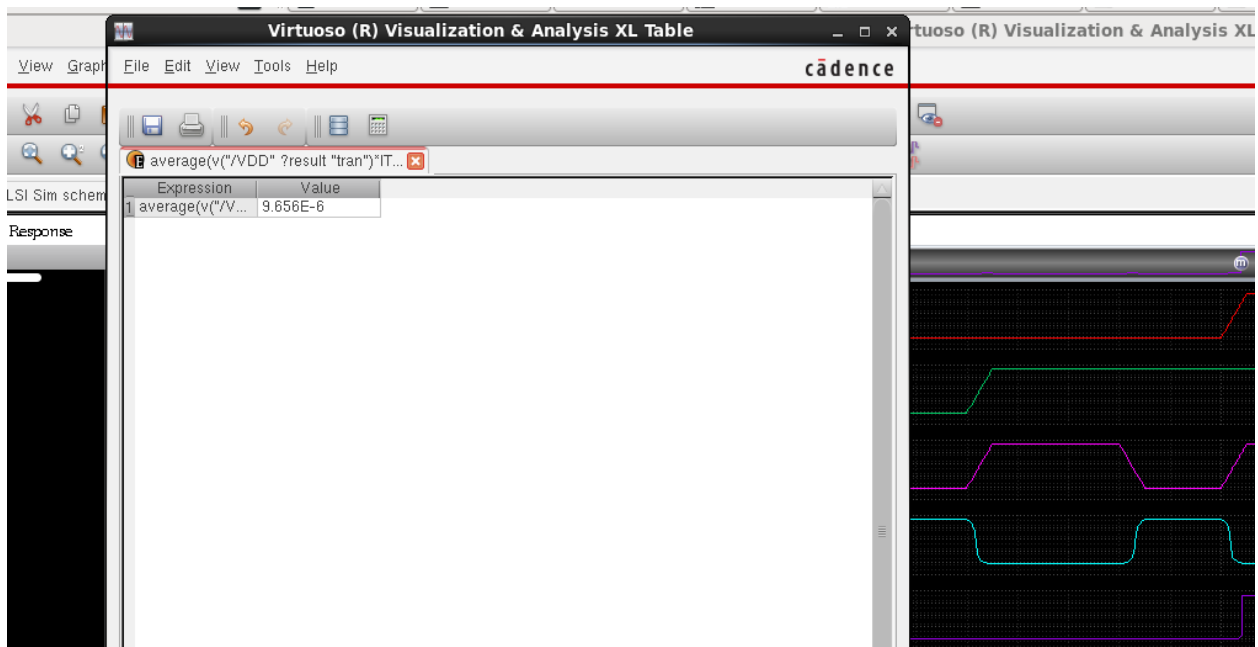 Virtuoso (R) Visualization & Analysis XL Table
tuoso (R) Visualization & Analysis XL
View Graph
File Edit View Tools Help
cādence
average(v("/VDD" ?result "tran")*IT...
Expression Value
1 average(v("/V... 9.656E-6
LSI Sim schem
Response
m